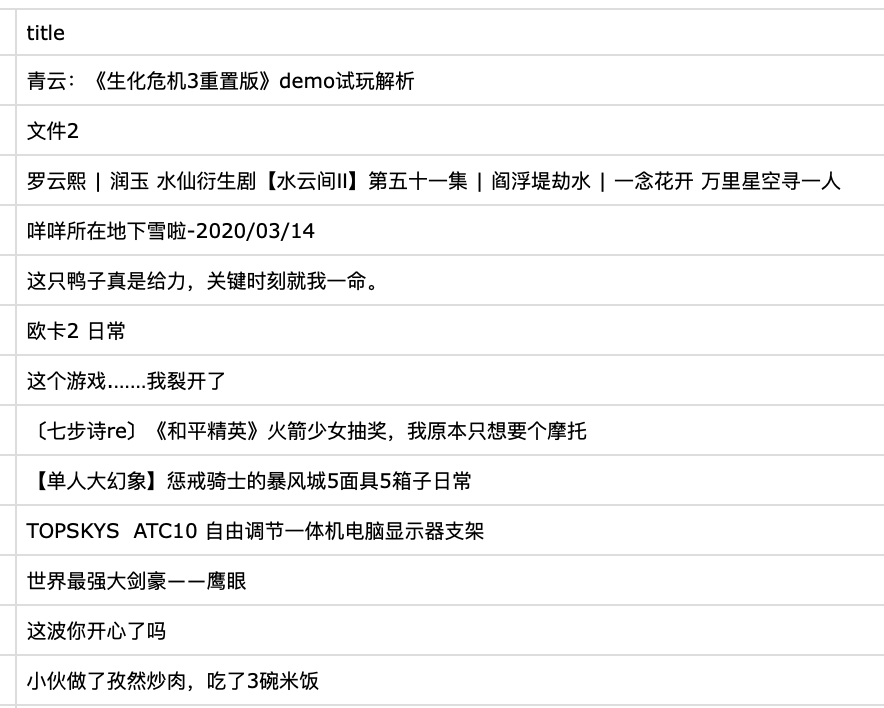 title
青云：《生化危机3重置版》demo试玩解析
文件2
罗云熙 | 润玉 水仙衍生剧【水云间II】第五十一集 | 阎浮堤劫水 | 一念花开 万里星空寻一人
咩咩所在地下雪啦-2020/03/14
这只鸭子真是给力，关键时刻就我一命。
欧卡2 日常
这个游戏.......我裂开了
〔七步诗re〕《和平精英》火箭少女抽奖，我原本只想要个摩托
【单人大幻象】惩戒骑士的暴风城5面具5箱子日常
TOPSKYS  ATC10 自由调节一体机电脑显示器支架
世界最强大剑豪——鹰眼
这波你开心了吗
小伙做了孜然炒肉，吃了3碗米饭